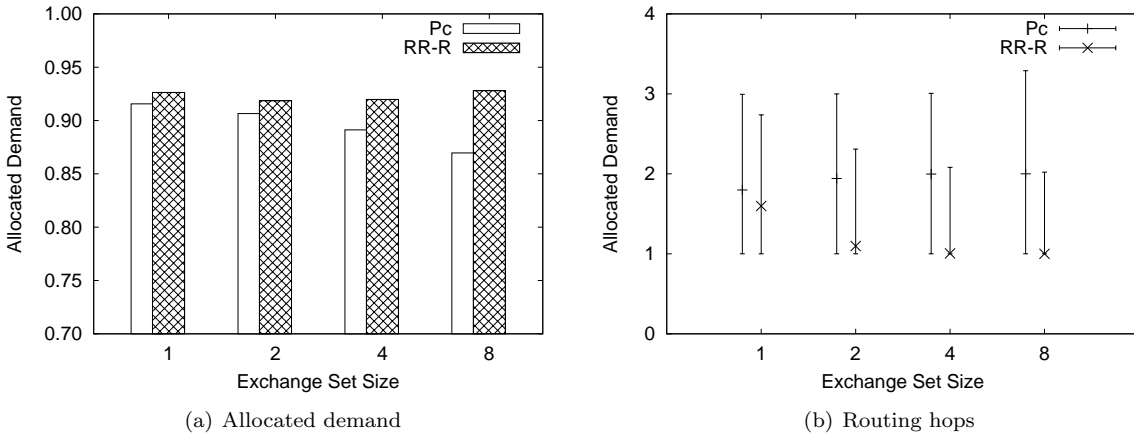 1.00
0.95
0.90
0.85
0.80
0.75
0.70
Allocated Demand
Pc
RR-R
1 2 4 8
Exchange Set Size
(a) Allocated demand
4
3
2
1
0
Allocated Demand
Pc
RR-R
1 2 4 8
Exchange Set Size
(b) Routing hops